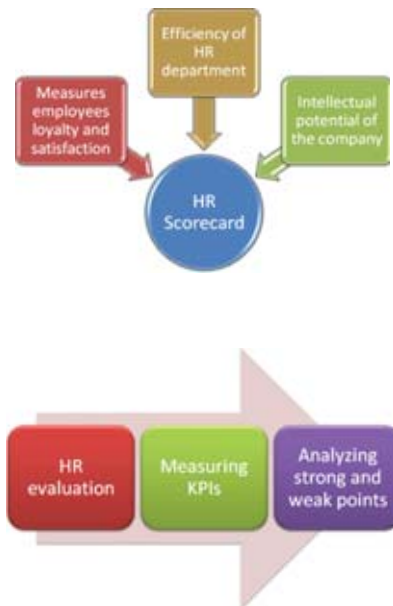 Efficiency of
HR
department
Measures
employees
loyalty and
satisfaction
Intellectual
potential of
the company
HR
Scorecard
HR
evaluation
Measuring
KPIs
Analyzing
strong and
weak points